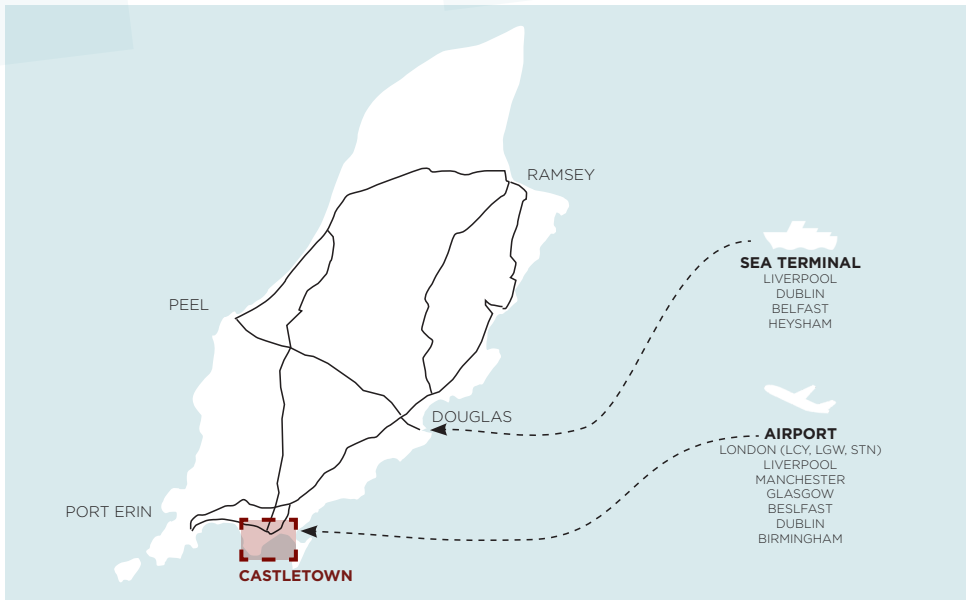 RAMSEY
PEEL
DOUGLAS
PORT ERIN
CASTLETOWN
SEA TERMINAL
LIVERPOOL
DUBLIN
BELFAST
HEYSHAM
AIRPORT
LONDON (LCY, LGW, STN)
LIVERPOOL
MANCHESTER
GLASGOW
BESLFAST
DUBLIN
BIRMINGHAM